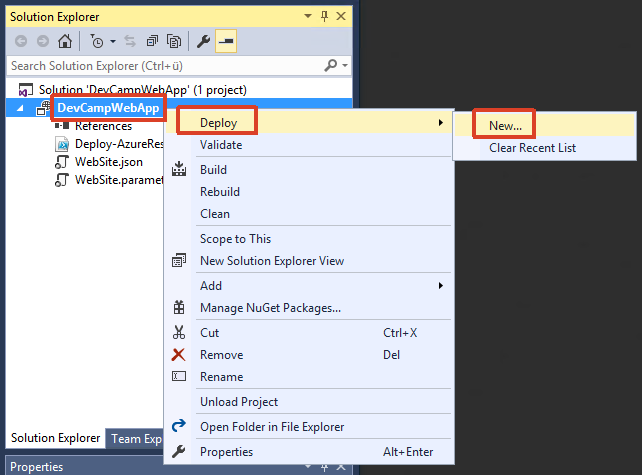 Solution Explorer
Search Solution Explorer (Ctrl+ü)
Solution 'DevCampWebApp' (1 project)
DevCampWebApp
References
Deploy-AzureRes
WebSite.json
WebSite.paramet
Deploy
Validate
Build
Rebuild
Clean
Scope to This
New Solution Explorer View
Add
Manage NuGet Packages...
Cut Ctrl+X
Remove Del
Rename
Unload Project
Open Folder in File Explorer
Properties Alt+Enter
New...
Clear Recent List
Solution Explorer Team Exp
Properties